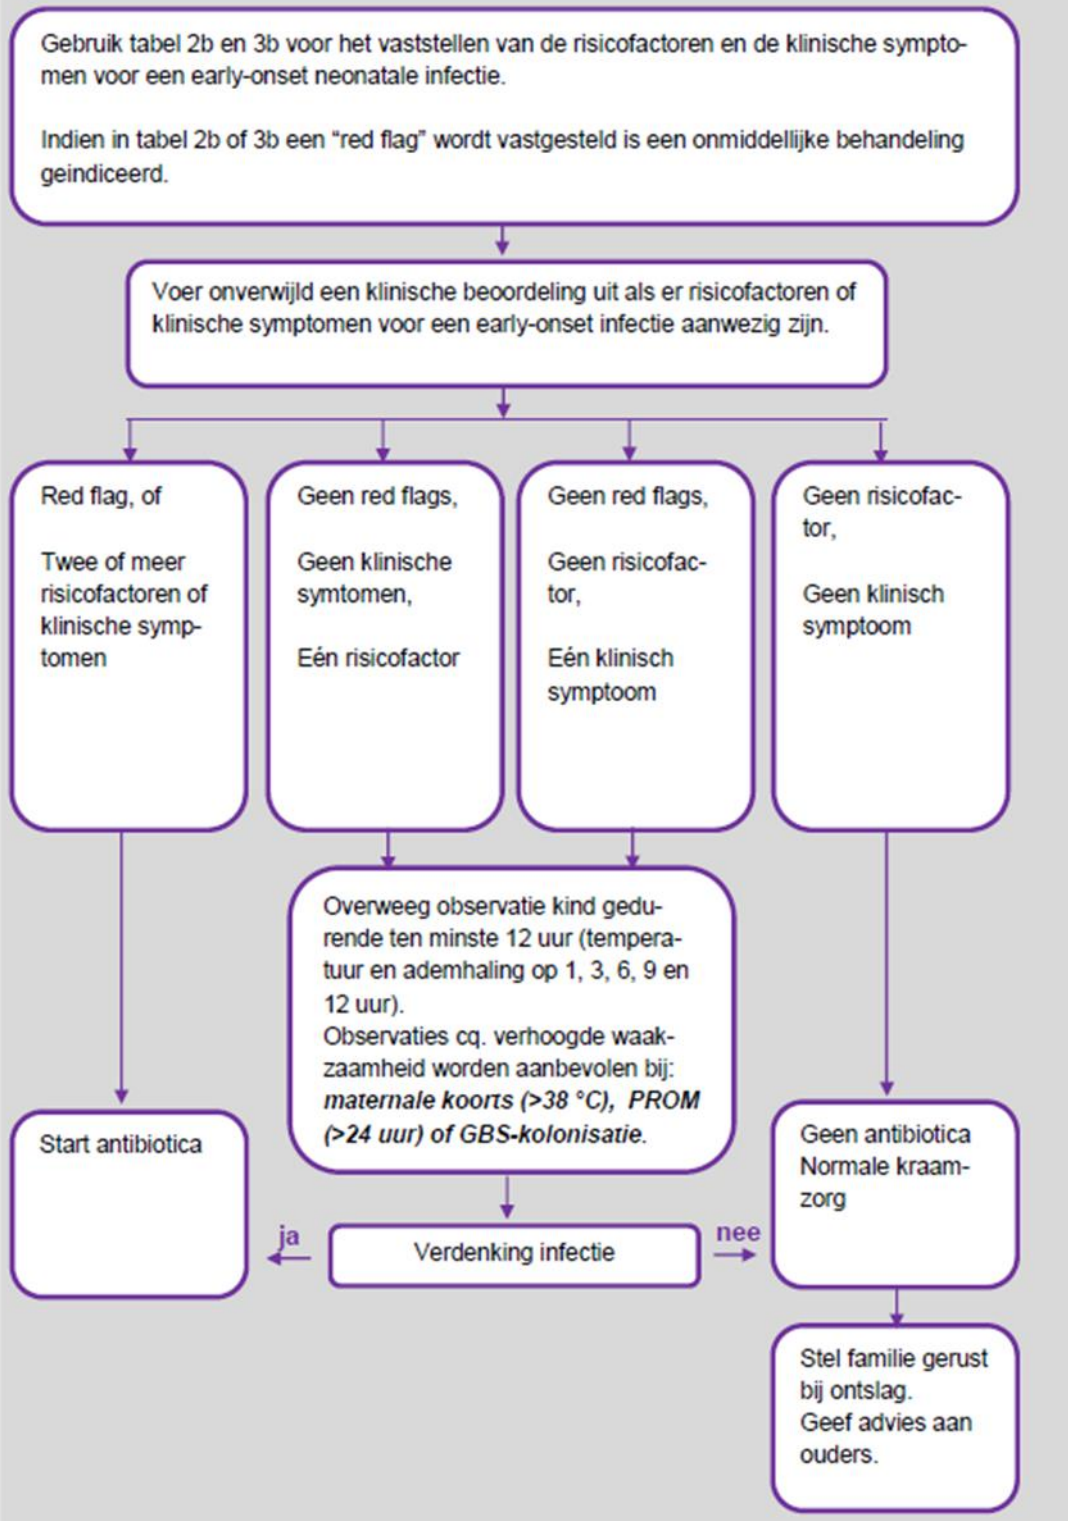 Gebruik tabel 2b en 3b voor het vaststellen van de risicofactoren en de klinische sympto-
men voor een early-onset neonatale infectie.
Indien in tabel 2b of 3b een “red flag” wordt vastgesteld is een onmiddellijke behandeling
geindiceerd.
Voer onverwijld een klinische beoordeling uit als er risicofactoren of
klinische symptomen voor een early-onset infectie aanwezig zijn.
Red flag, of
Twee of meer
risicofactoren of
klinische symp-
tomen
Geen red flags,
Geen klinische
symtomen,
Eén risicofactor
Geen red flags,
Geen risicofac-
tor,
Eén klinisch
symptoom
Geen risicofac-
tor,
Geen klinisch
symptoom
Overweeg observatie kind gedu-
rende ten minste 12 uur (tempera-
tuur en ademhaling op 1, 3, 6, 9 en
12 uur).
Observaties cq. verhoogde waak-
zaamheid worden aanbevolen bij:
maternale koorts (>38 °C), PROM
(>24 uur) of GBS-kolonisatie.
Start antibiotica
ja
Verdenking infectie
nee
Geen antibiotica
Normale kraam-
zorg
Stel familie gerust
bij ontslag.
Geef advies aan
ouders.